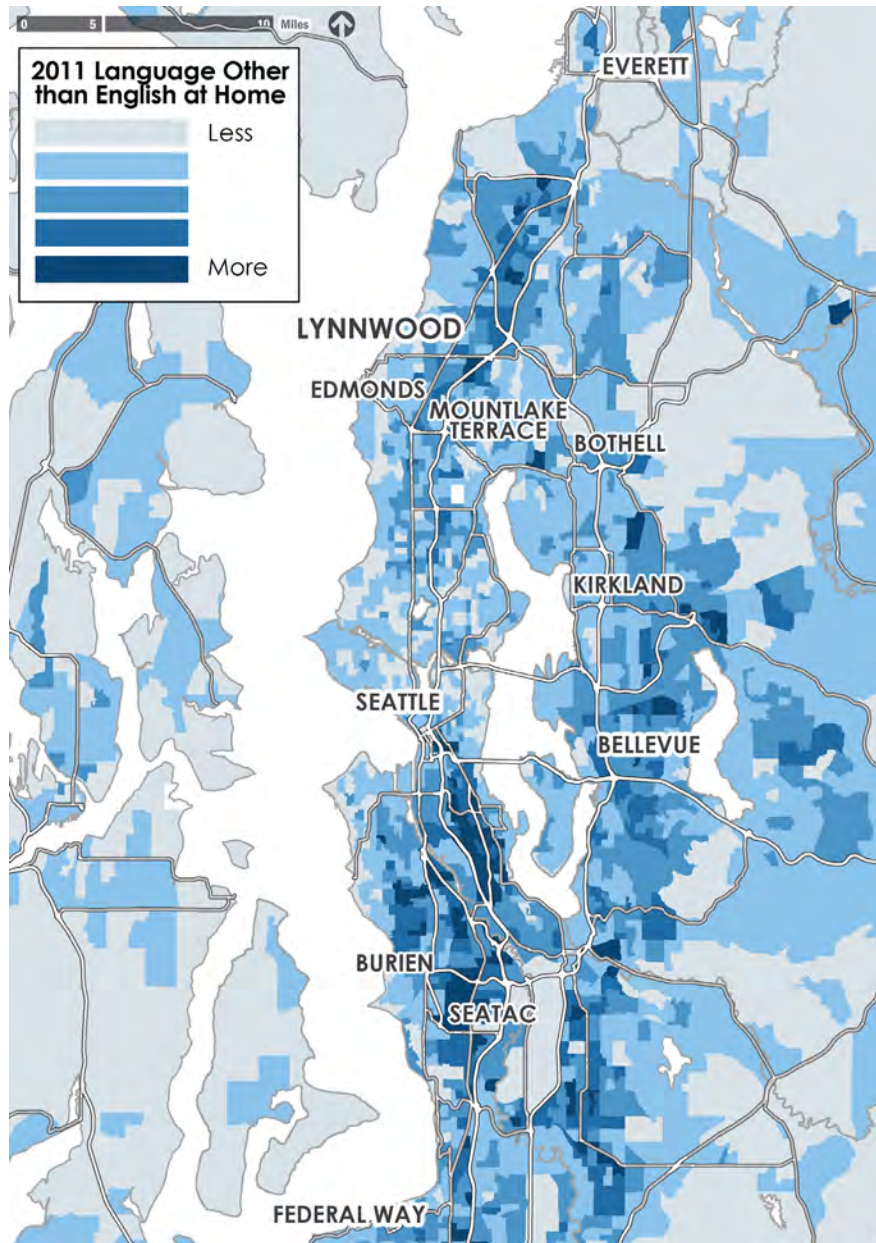 0 5 10 Miles
2011 Language Other
than English at Home
Less
More
EVERETT
LYNNWOOD
EDMONDS
MOUNTLAKE
TERRACE
BOTHELL
KIRKLAND
SEATTLE
BELLEVUE
BURIEN
SEATAC
FEDERAL WAY